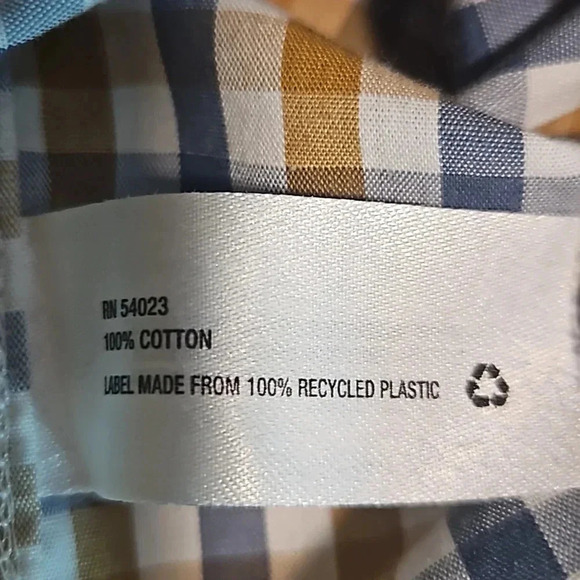 RN 54023
100% COTTON
LABEL MADE FROM 100% RECYCLED PLASTIC